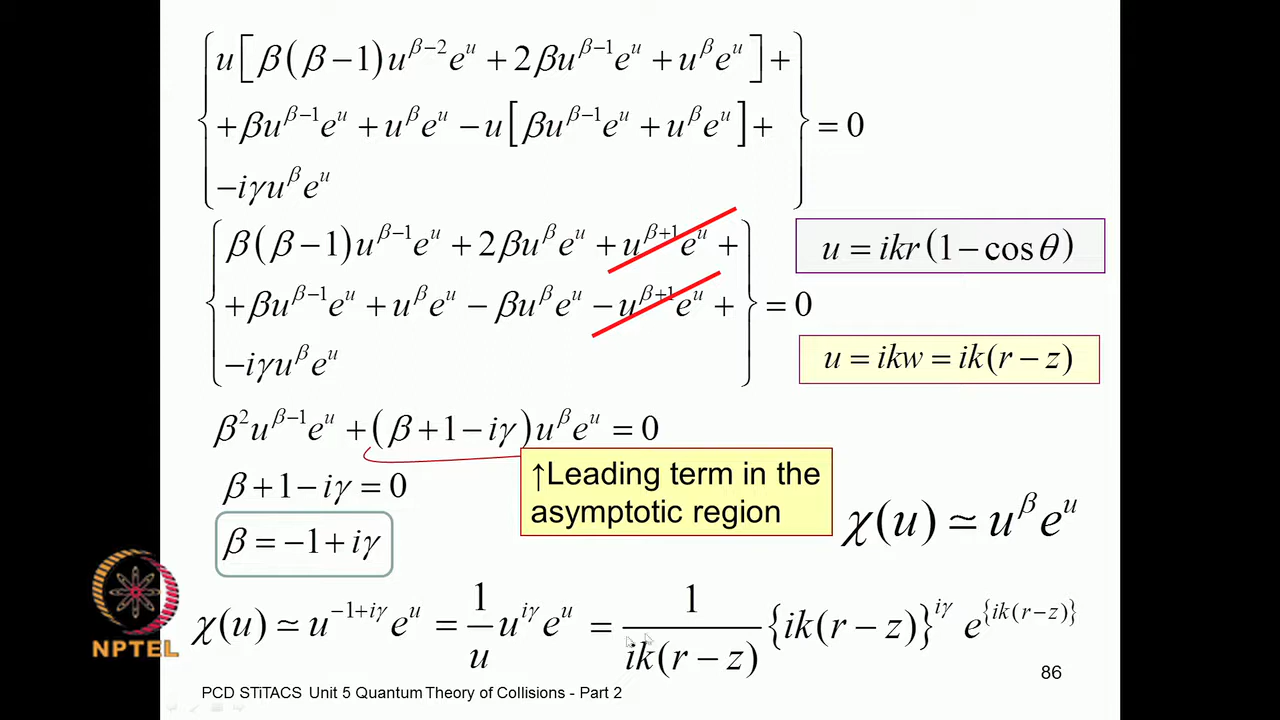 u[β(β−1)u^{β−2}e^u + 2βu^{β−1}e^u + u^β e^u] +
+βu^{β−1}e^u + u^β e^u − u[βu^{β−1}e^u + u^β e^u] + = 0
−iγu^β e^u
β(β−1)u^{β−1}e^u + 2βu^β e^u + u^{β+1}e^u +
u = ikr(1−cosθ)
+βu^{β−1}e^u + u^β e^u − βu^β e^u − u^{β+1}e^u + = 0
−iγu^β e^u
u = ikw = ik(r−z)
β²u^{β−1}e^u + (β+1−iγ)u^β e^u = 0
↑Leading term in the
asymptotic region
β+1−iγ = 0
β = −1+iγ
χ(u) ≃ u^β e^u
χ(u) ≃ u^{−1+iγ} e^u = 1/u u^{iγ} e^u = 1/ik(r−z) {ik(r−z)}^{iγ} e^{{ik(r−z)}}
NPTEL
86
PCD STiTACS Unit 5 Quantum Theory of Collisions - Part 2